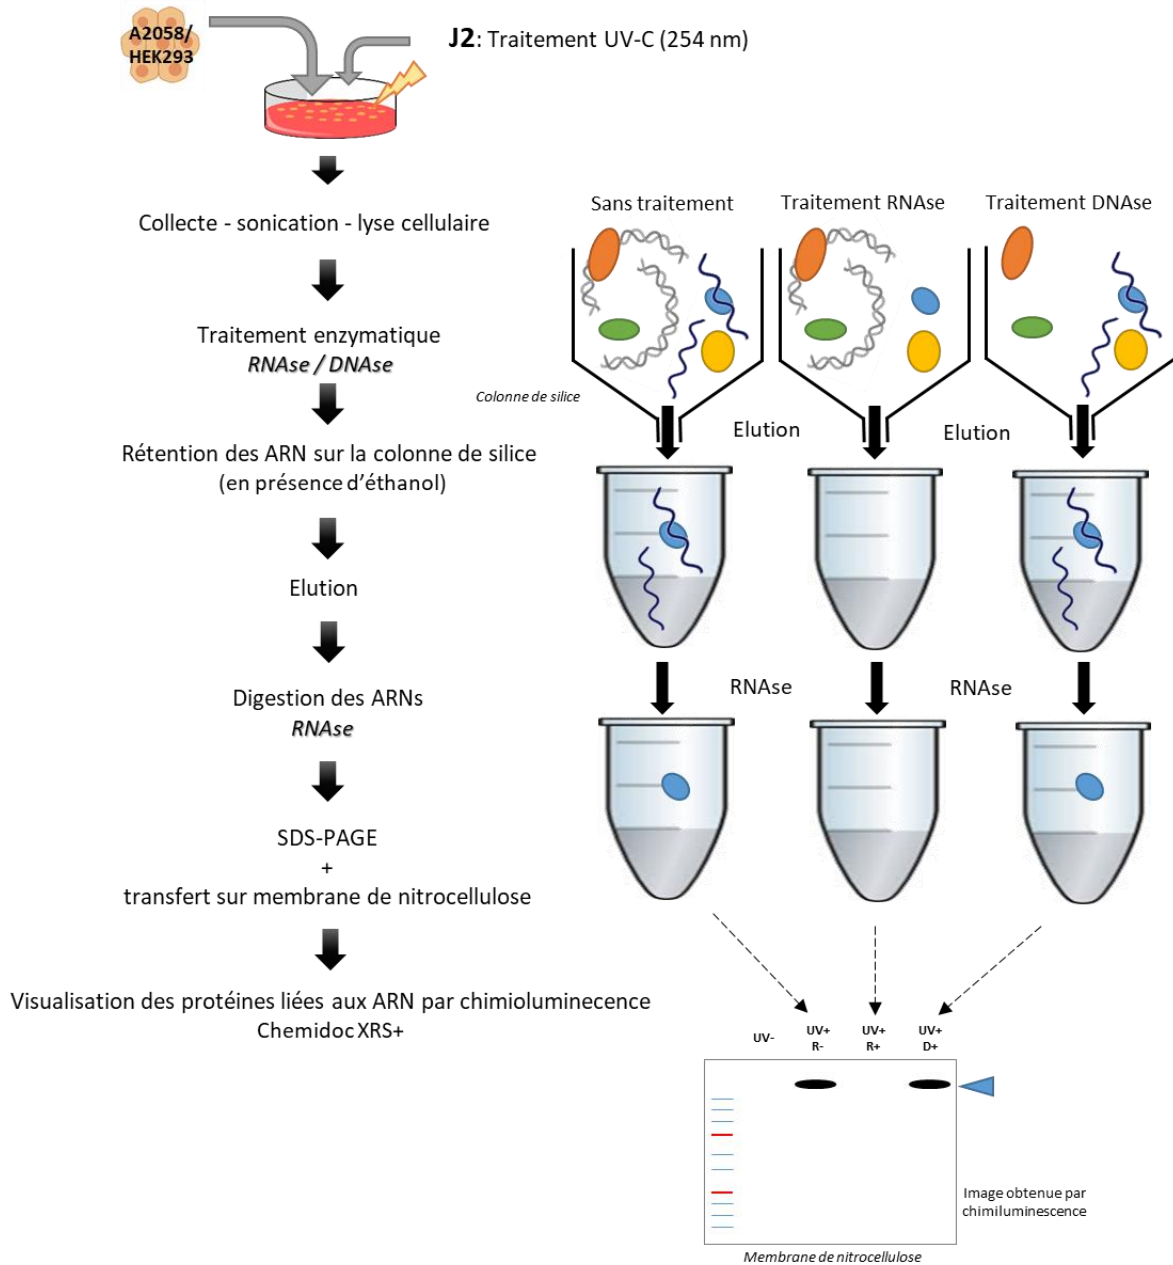 A2058/
HEK293
J2: Traitement UV-C (254 nm)
Collecte - sonication - lyse cellulaire
Traitement enzymatique
RNAse / DNAse
Rétention des ARN sur la colonne de silice
(en présence d'éthanol)
Elution
Digestion des ARNs
RNAse
SDS-PAGE
+
transfert sur membrane de nitrocellulose
Visualisation des protéines liées aux ARN par chimioluminecence
Chemidoc XRS+
Sans traitement
Traitement RNAse
Traitement DNAse
Colonne de silice
Elution
Elution
RNAse
RNAse
UV-
UV+
R-
UV+
R+
UV+
D+
Image obtenue par
chimiluminescence
Membrane de nitrocellulose